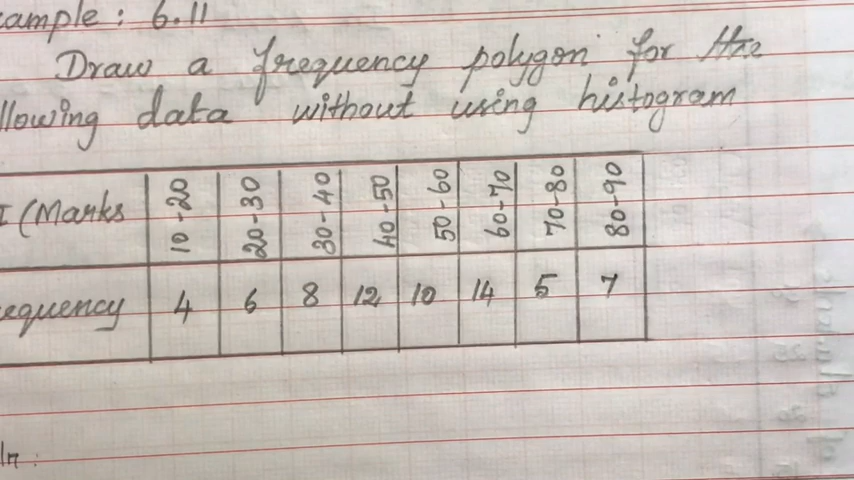 ample: 6.11
Draw a frequency polygon for the
llowing data without using histogram
I (Marks 10-20 20-30 30-40 40-50 50-60 60-70 70-80 80-90
equency 4 6 8 12 10 14 5 7
ln: